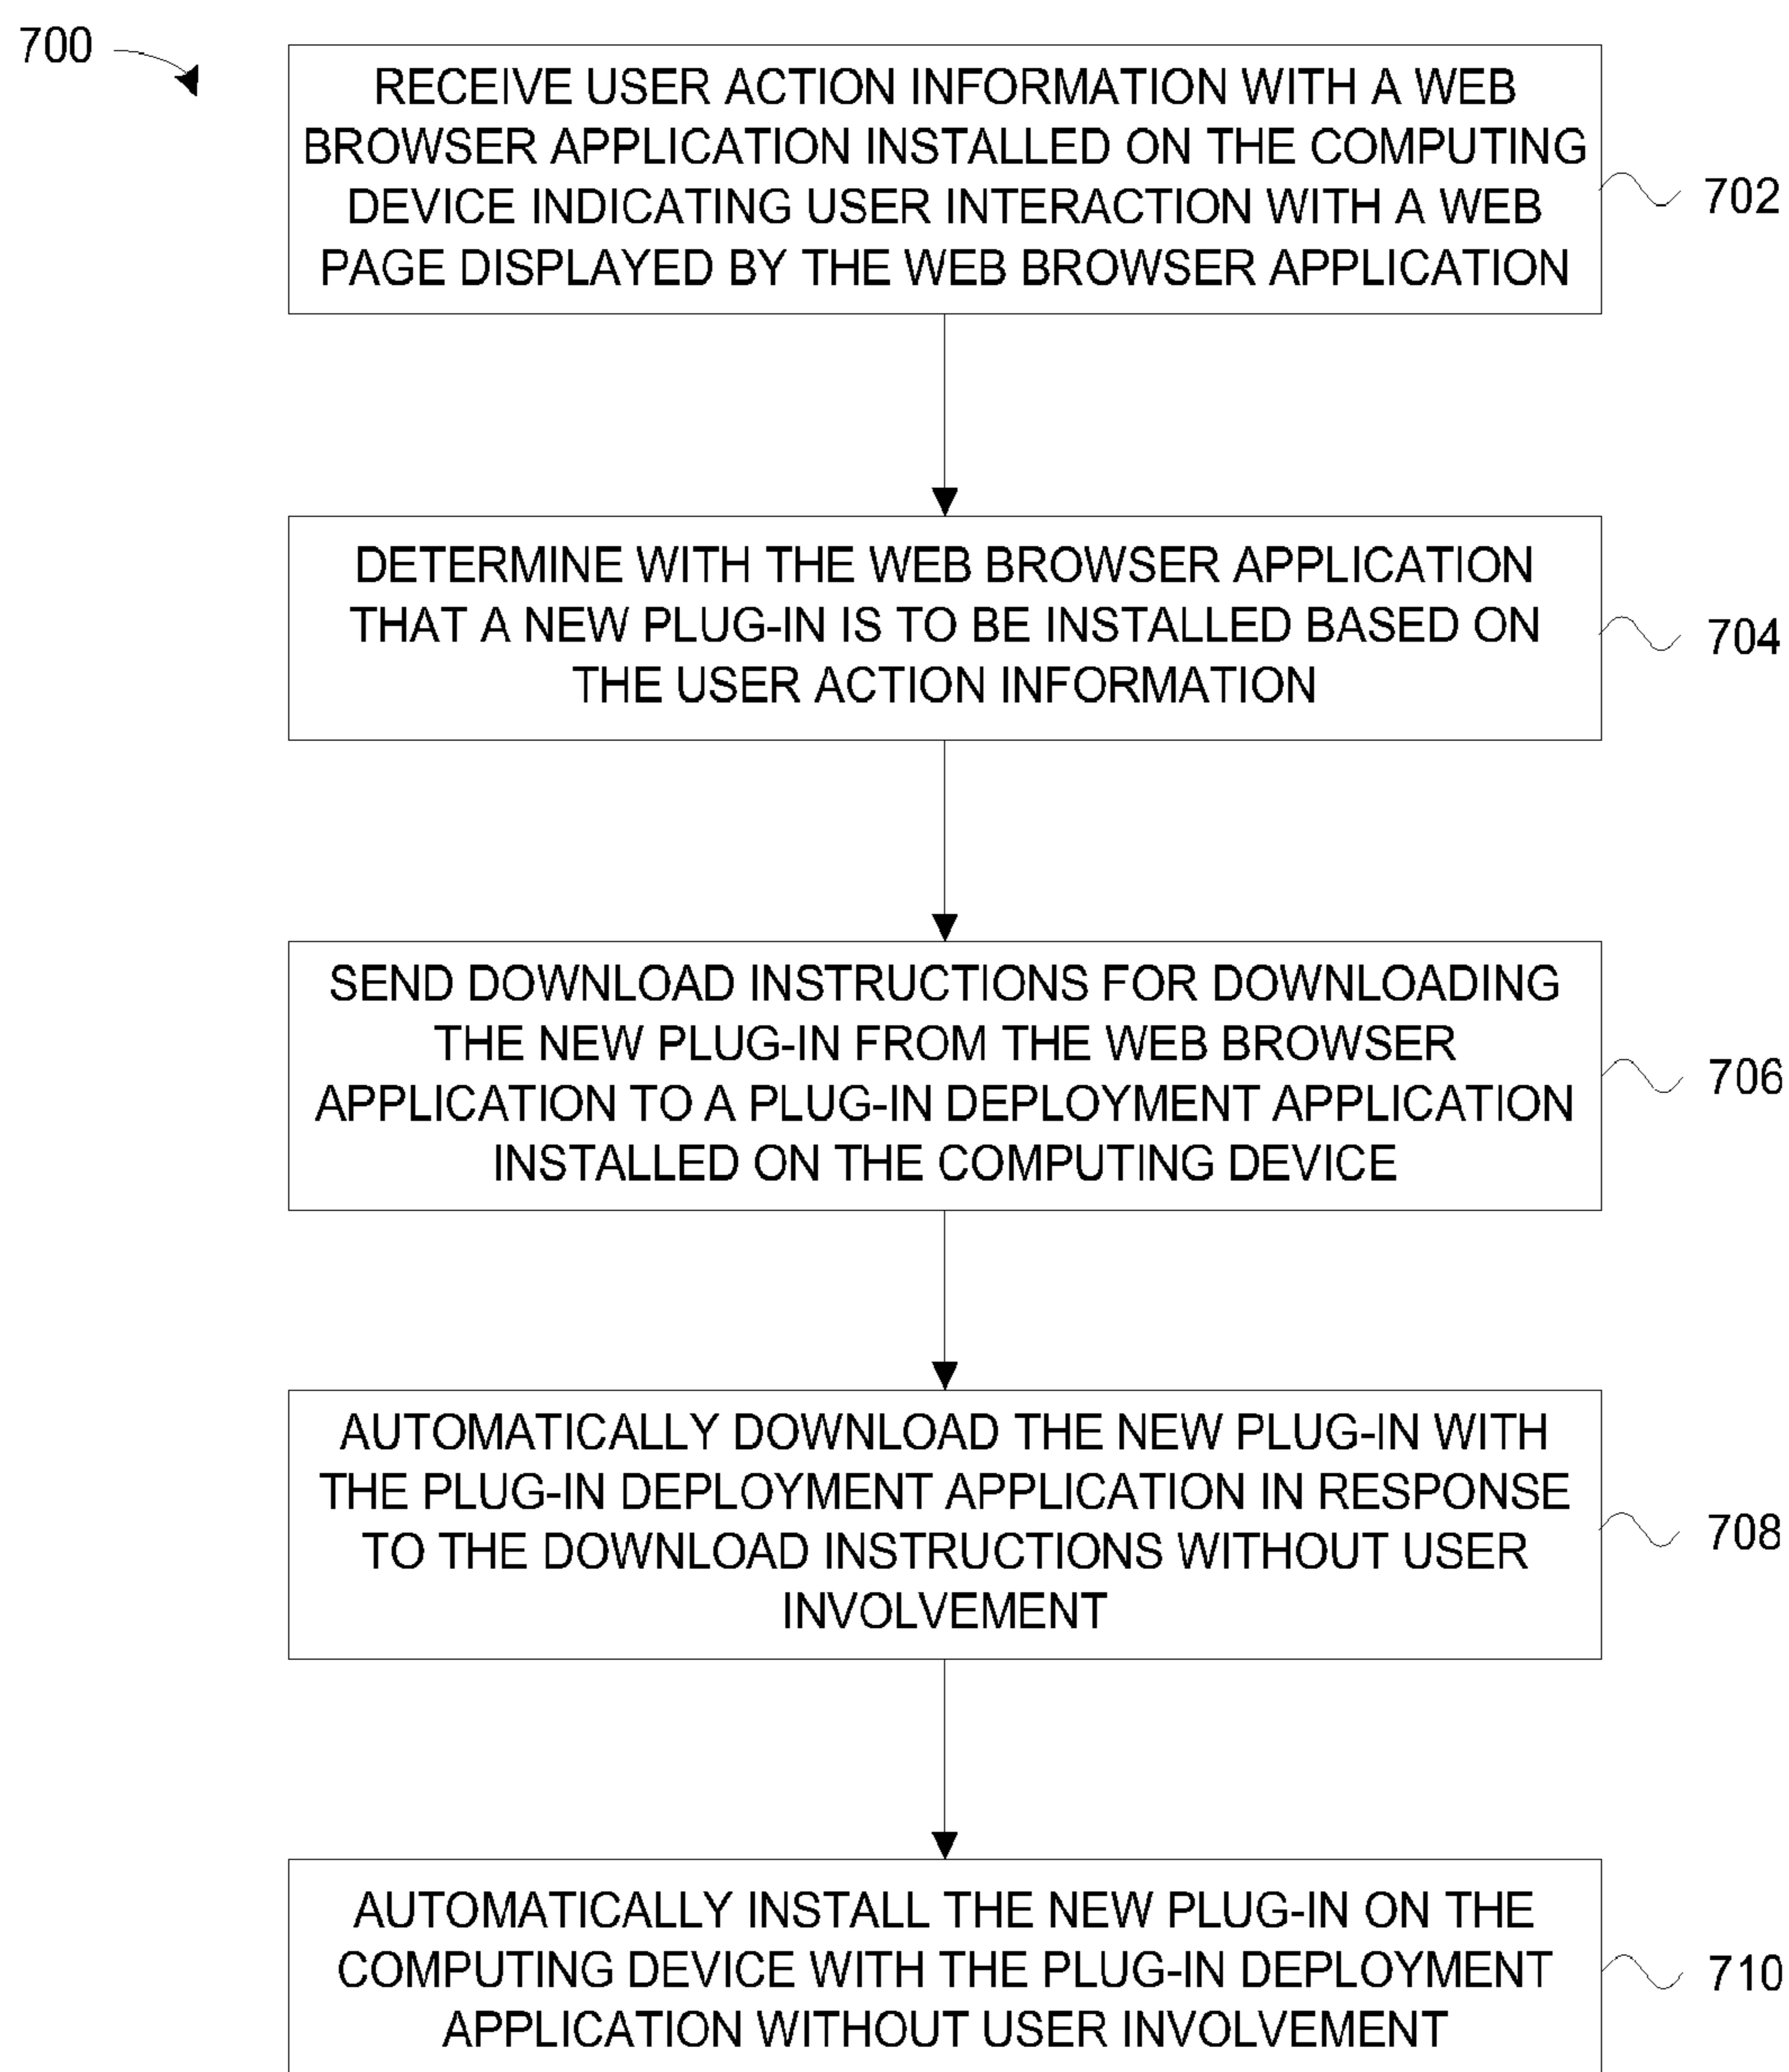 700
RECEIVE USER ACTION INFORMATION WITH A WEB
BROWSER APPLICATION INSTALLED ON THE COMPUTING
DEVICE INDICATING USER INTERACTION WITH A WEB
PAGE DISPLAYED BY THE WEB BROWSER APPLICATION
702
DETERMINE WITH THE WEB BROWSER APPLICATION
THAT A NEW PLUG-IN IS TO BE INSTALLED BASED ON
THE USER ACTION INFORMATION
704
SEND DOWNLOAD INSTRUCTIONS FOR DOWNLOADING
THE NEW PLUG-IN FROM THE WEB BROWSER
APPLICATION TO A PLUG-IN DEPLOYMENT APPLICATION
INSTALLED ON THE COMPUTING DEVICE
706
AUTOMATICALLY DOWNLOAD THE NEW PLUG-IN WITH
THE PLUG-IN DEPLOYMENT APPLICATION IN RESPONSE
TO THE DOWNLOAD INSTRUCTIONS WITHOUT USER
INVOLVEMENT
708
AUTOMATICALLY INSTALL THE NEW PLUG-IN ON THE
COMPUTING DEVICE WITH THE PLUG-IN DEPLOYMENT
APPLICATION WITHOUT USER INVOLVEMENT
710